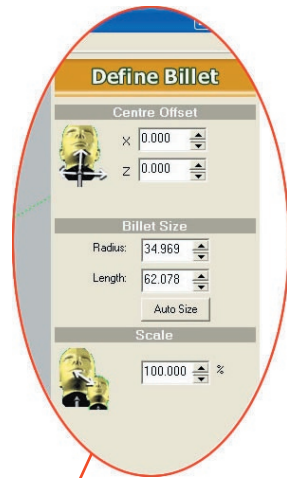 Define Billet
Centre Offset
X 0.000
Z 0.000
Billet Size
Radius: 34.969
Length: 62.078
Auto Size
Scale
100.000 %